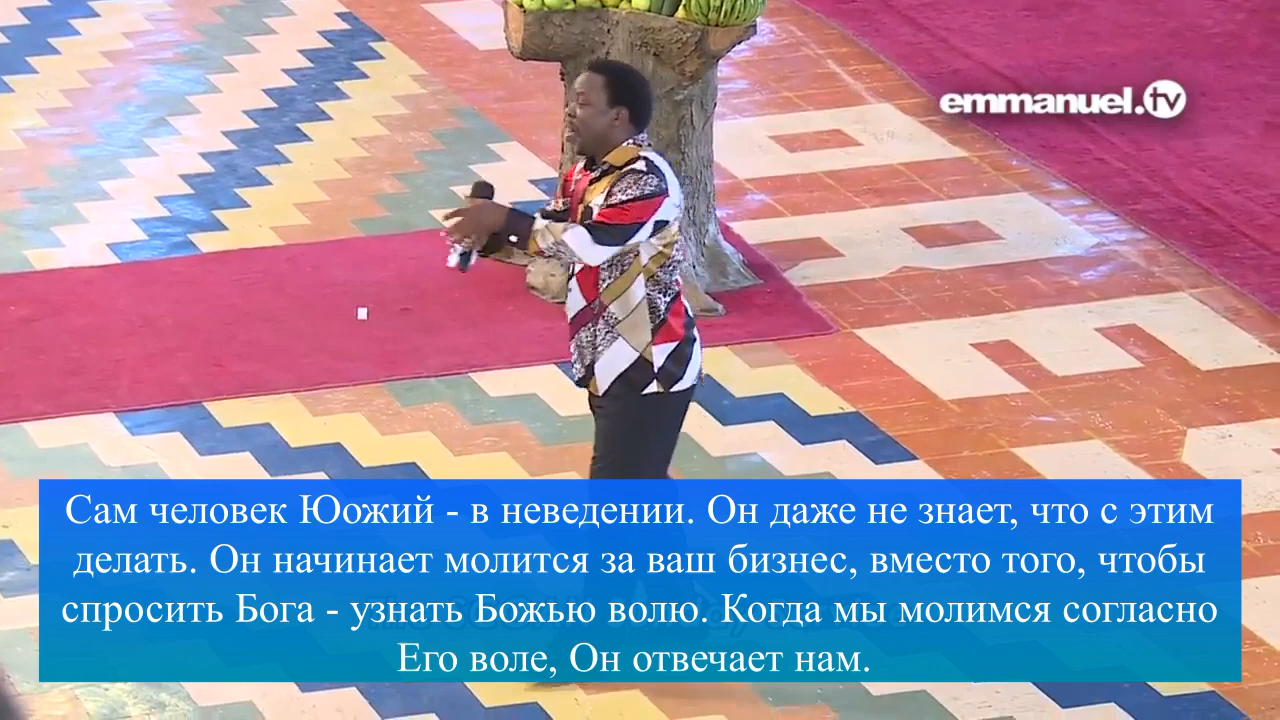 emmanuel.tv
Сам человек Юожий - в неведении. Он даже не знает, что с этим
делать. Он начинает молится за ваш бизнес, вместо того, чтобы
спросить Бога - узнать Божью волю. Когда мы молимся согласно
Его воле, Он отвечает нам.